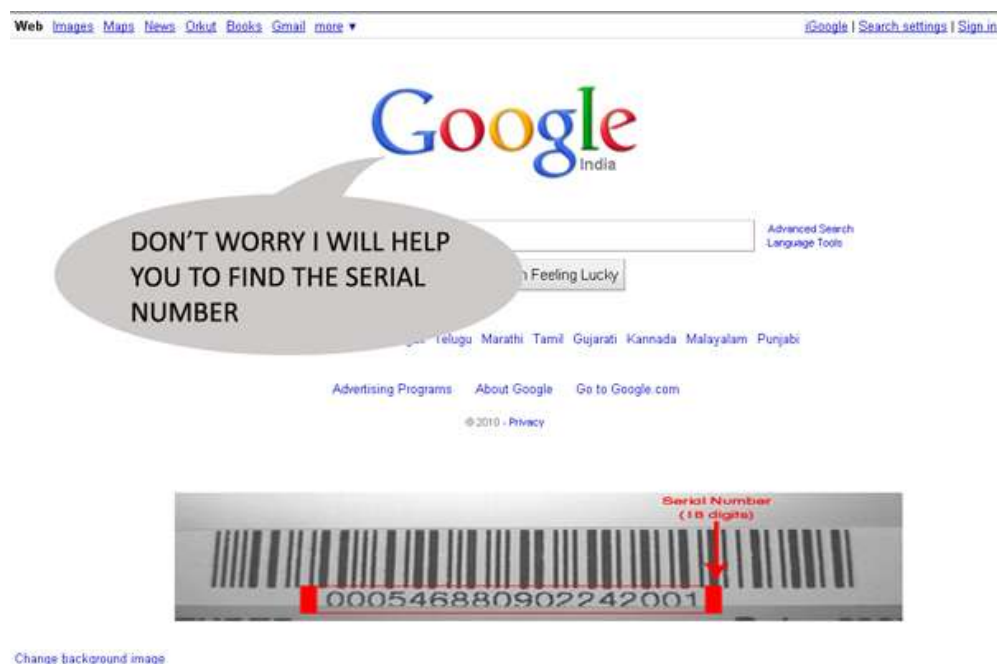 Web Images Maps News Orkut Books Gmail more ▼ iGoogle | Search settings | Sign in
Google
India
DON'T WORRY I WILL HELP
YOU TO FIND THE SERIAL
NUMBER
Advanced Search
Language Tools
Feeling Lucky
Telugu Marathi Tamil Gujarati Kannada Malayalam Punjabi
Advertising Programs About Google Go to Google.com
© 2010 - Privacy
Serial Number
(18 digits)
000546880902242001
Change background image